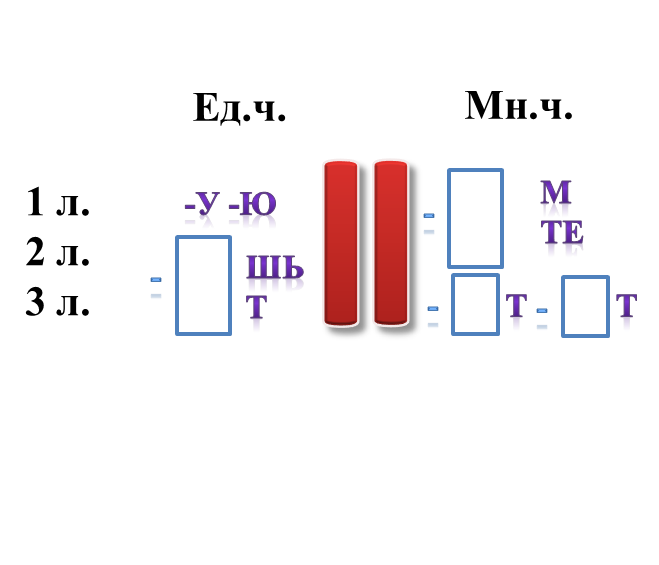 Ед.ч. Мн.ч.
1 л. -У -Ю М
2 л. - ШЬ - ТЕ
3 л. Т - Т - Т